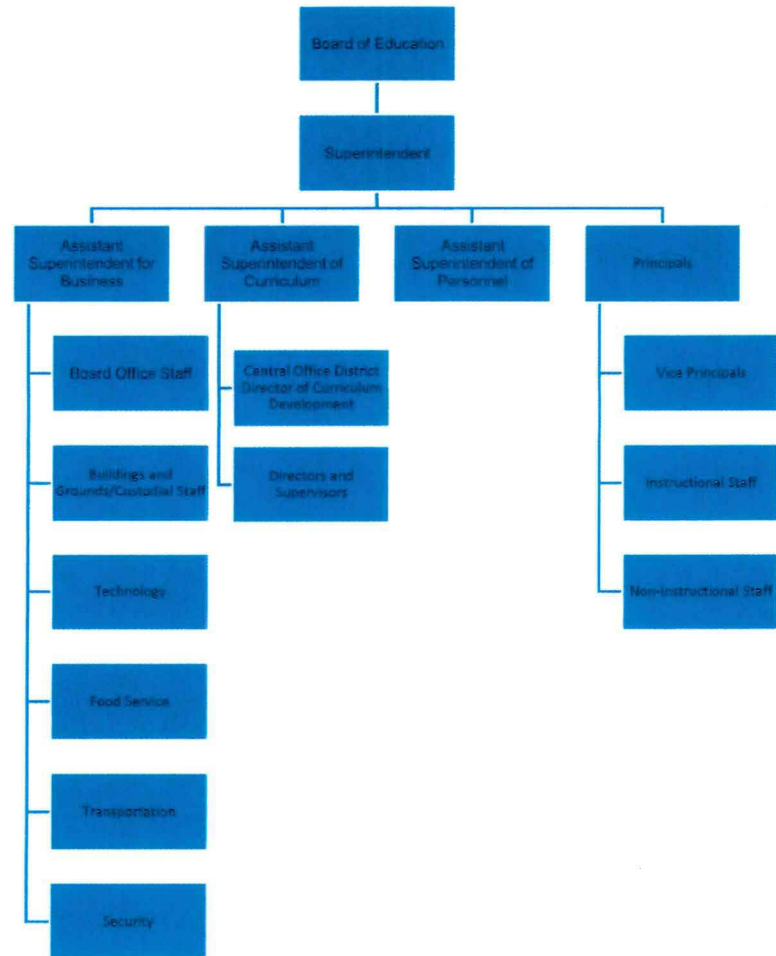 Board of Education
Superintendent
Assistant
Superintendent for
Business
Assistant
Superintendent of
Curriculum
Assistant
Superintendent of
Personnel
Principals
Board Office Staff
Buildings and
Grounds/Custodial Staff
Technology
Food Service
Transportation
Security
Central Office District
Director of Curriculum
Development
Directors and
Supervisors
Vice Principals
Instructional Staff
Non-Instructional Staff